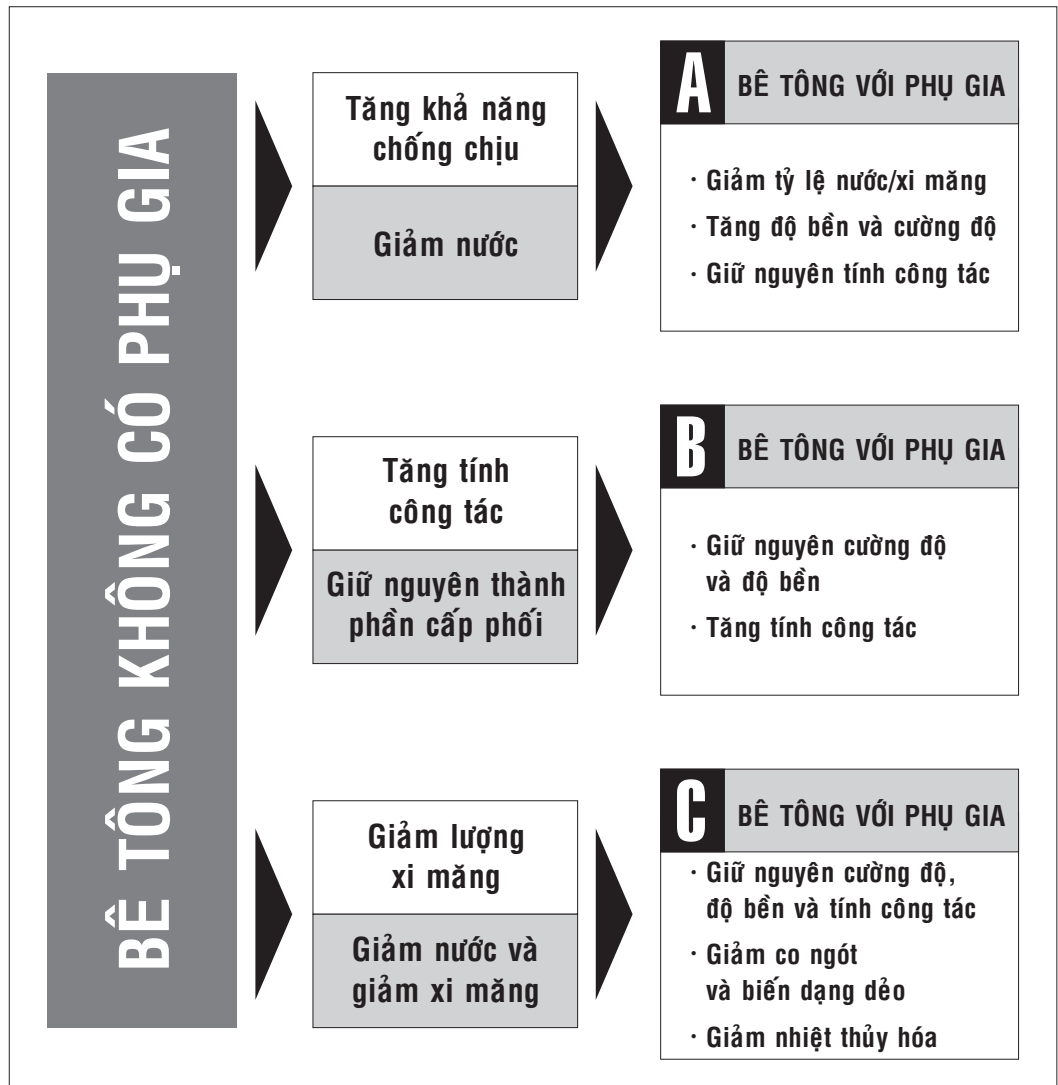 BÊ TÔNG KHÔNG CÓ PHỤ GIA
Tăng khả năng
chống chịu
Giảm nước
A BÊ TÔNG VỚI PHỤ GIA
· Giảm tỷ lệ nước/xi măng
· Tăng độ bền và cường độ
· Giữ nguyên tính công tác
Tăng tính
công tác
Giữ nguyên thành
phần cấp phối
B BÊ TÔNG VỚI PHỤ GIA
· Giữ nguyên cường độ
và độ bền
· Tăng tính công tác
Giảm lượng
xi măng
Giảm nước và
giảm xi măng
C BÊ TÔNG VỚI PHỤ GIA
· Giữ nguyên cường độ,
độ bền và tính công tác
· Giảm co ngót
và biến dạng dẻo
· Giảm nhiệt thủy hóa